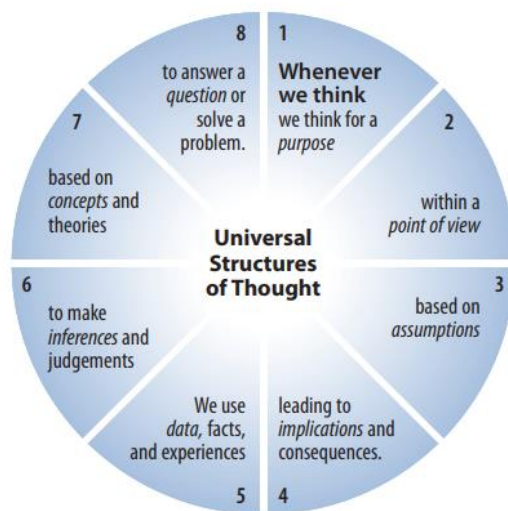 8
to answer a
question or
solve a
problem.
1
Whenever
we think
we think for a
purpose
2
within a
point of view
3
based on
assumptions
leading to
implications and
consequences.
4
We use
data, facts,
and experiences
5
6
to make
inferences and
judgements
7
based on
concepts and
theories
Universal
Structures
of Thought